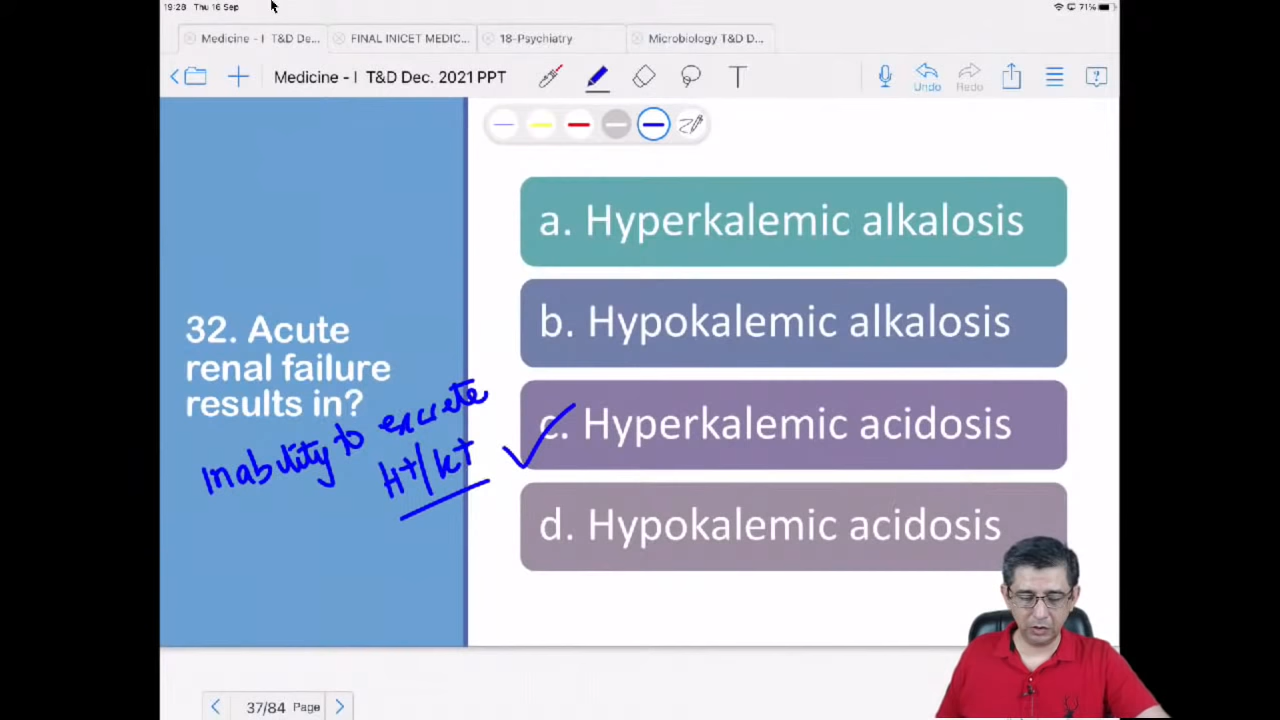 19:28 Thu 16 Sep
71%
Medicine - I T&D De...
FINAL INICET MEDIC...
18-Psychiatry
Microbiology T&D D...
Medicine - I T&D Dec. 2021 PPT
T
Undo
Redo
32. Acute
renal failure
results in?
Inability to excrete
H+/K+
a. Hyperkalemic alkalosis
b. Hypokalemic alkalosis
c. Hyperkalemic acidosis
d. Hypokalemic acidosis
37/84 Page